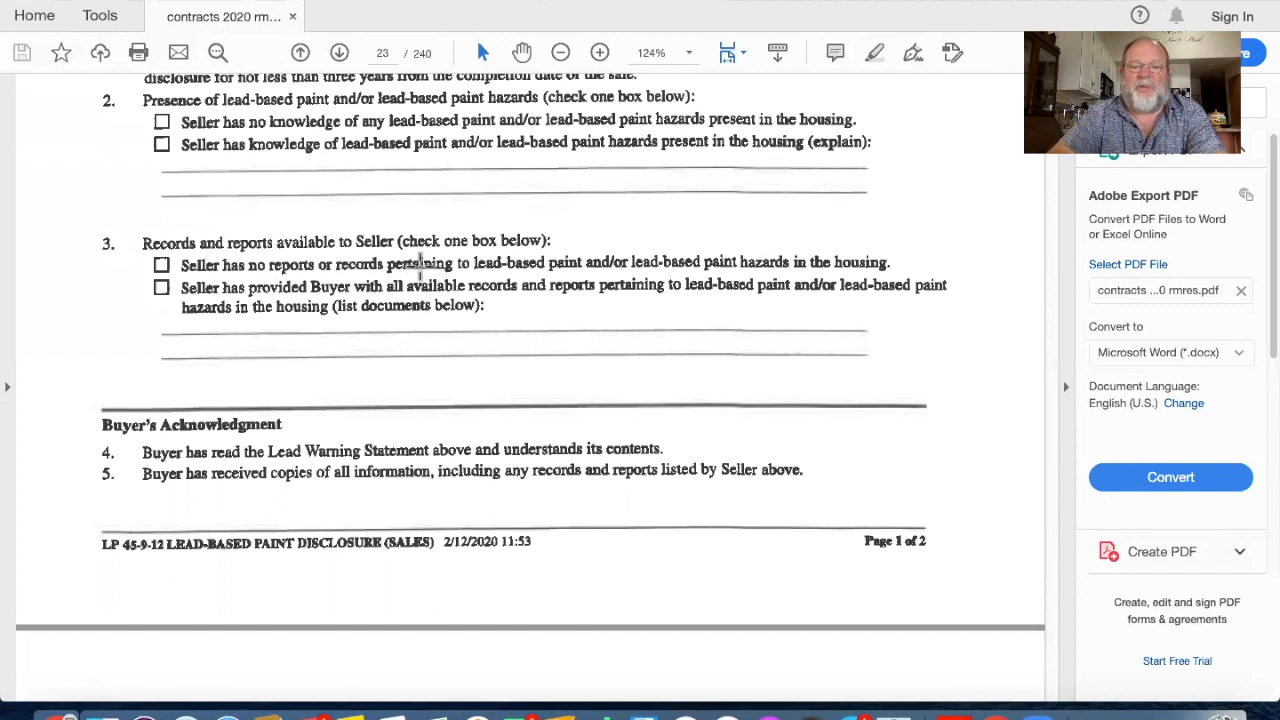 Home
Tools
contracts 2020 rm...
Sign In
23 / 240
124%
disclosure for not less than three years from the completion date of the sale.
2. Presence of lead-based paint and/or lead-based paint hazards (check one box below):
Seller has no knowledge of any lead-based paint and/or lead-based paint hazards present in the housing.
Seller has knowledge of lead-based paint and/or lead-based paint hazards present in the housing (explain):
3. Records and reports available to Seller (check one box below):
Seller has no reports or records pertaining to lead-based paint and/or lead-based paint hazards in the housing.
Seller has provided Buyer with all available records and reports pertaining to lead-based paint and/or lead-based paint
hazards in the housing (list documents below):
Buyer's Acknowledgment
4. Buyer has read the Lead Warning Statement above and understands its contents.
5. Buyer has received copies of all information, including any records and reports listed by Seller above.
LP 45-9-12 LEAD-BASED PAINT DISCLOSURE (SALES) 2/12/2020 11:53
Page 1 of 2
Adobe Export PDF
Convert PDF Files to Word
or Excel Online
Select PDF File
contracts ...0 rmres.pdf
Convert to
Microsoft Word (*.docx)
Document Language:
English (U.S.) Change
Convert
Create PDF
Create, edit and sign PDF
forms & agreements
Start Free Trial